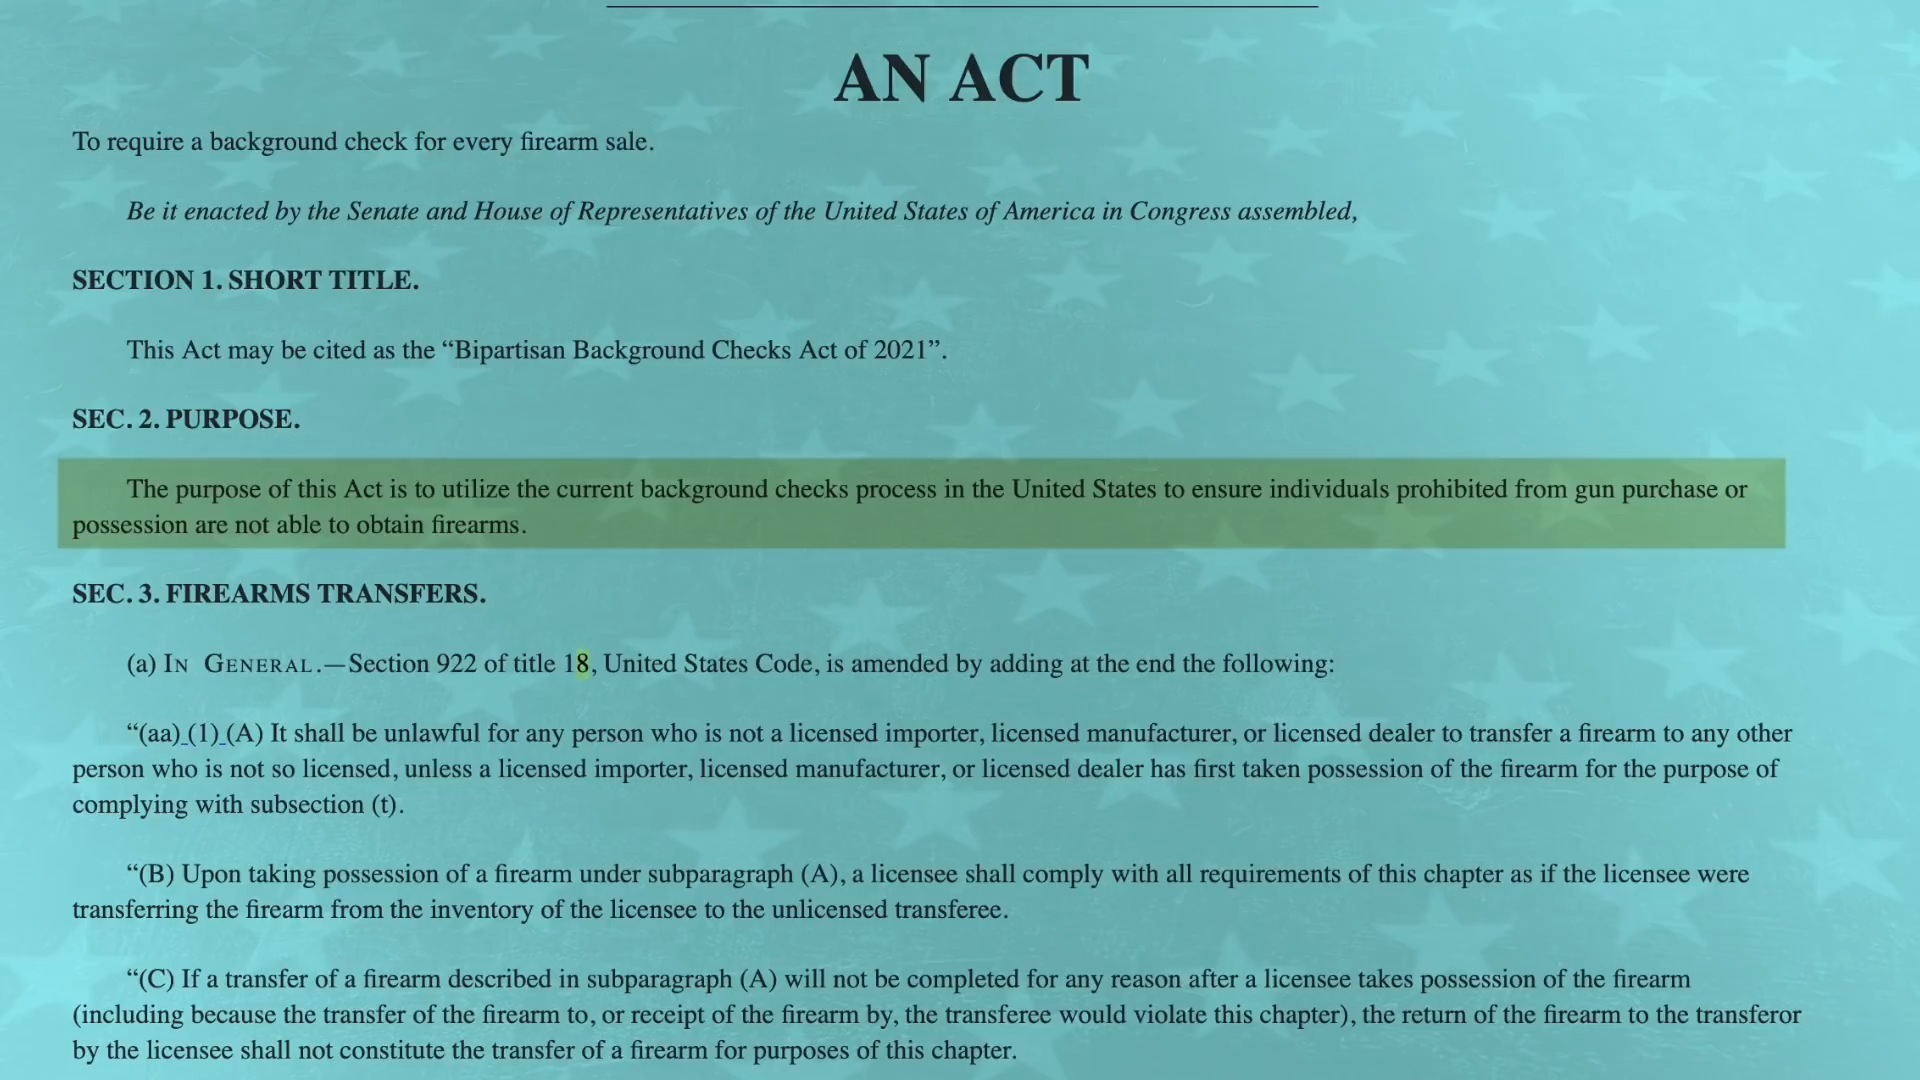 AN ACT
To require a background check for every firearm sale.
Be it enacted by the Senate and House of Representatives of the United States of America in Congress assembled,
SECTION 1. SHORT TITLE.
This Act may be cited as the “Bipartisan Background Checks Act of 2021”.
SEC. 2. PURPOSE.
The purpose of this Act is to utilize the current background checks process in the United States to ensure individuals prohibited from gun purchase or
possession are not able to obtain firearms.
SEC. 3. FIREARMS TRANSFERS.
(a) IN GENERAL.—Section 922 of title 18, United States Code, is amended by adding at the end the following:
“(aa) (1) (A) It shall be unlawful for any person who is not a licensed importer, licensed manufacturer, or licensed dealer to transfer a firearm to any other
person who is not so licensed, unless a licensed importer, licensed manufacturer, or licensed dealer has first taken possession of the firearm for the purpose of
complying with subsection (t).
“(B) Upon taking possession of a firearm under subparagraph (A), a licensee shall comply with all requirements of this chapter as if the licensee were
transferring the firearm from the inventory of the licensee to the unlicensed transferee.
“(C) If a transfer of a firearm described in subparagraph (A) will not be completed for any reason after a licensee takes possession of the firearm
(including because the transfer of the firearm to, or receipt of the firearm by, the transferee would violate this chapter), the return of the firearm to the transferor
by the licensee shall not constitute the transfer of a firearm for purposes of this chapter.